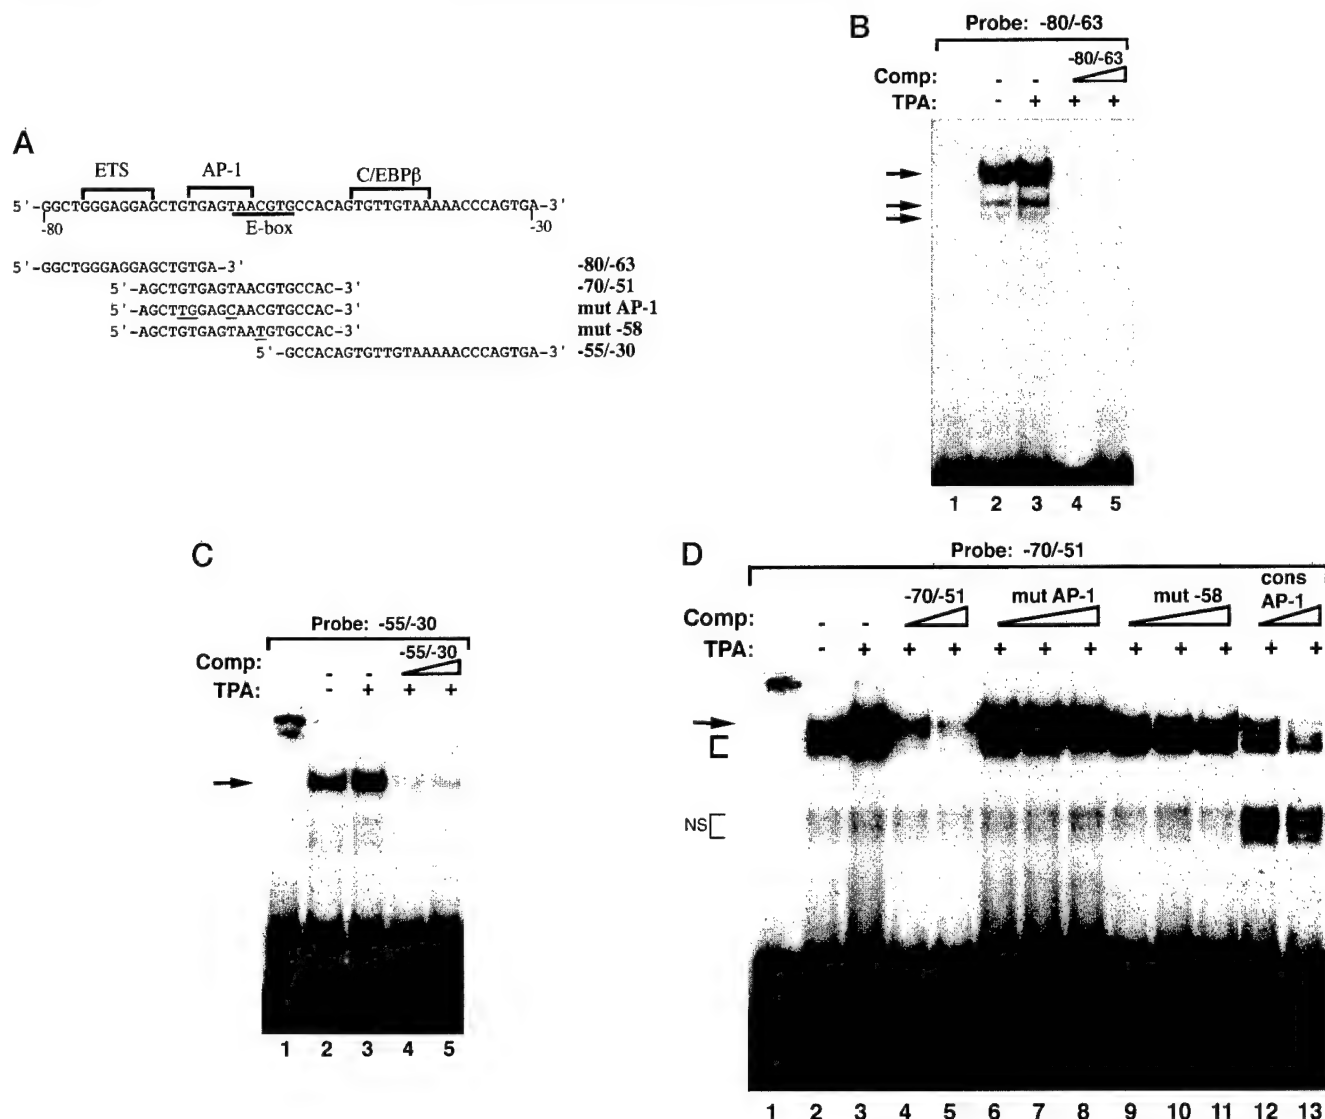 A
ETS AP-1 C/EBPβ
5'-GGCTGGGAGGAGCTGTGAGTAACGTGCCACAGTGTTGTAAAAACCCAGTGA-3'
-80 E-box -30
5'-GGCTGGGAGGAGCTGTGA-3' -80/-63
5'-AGCTGTGAGTAACGTGCCAC-3' -70/-51
5'-AGCTTGGAGCAACGTGCCAC-3' mut AP-1
5'-AGCTGTGAGTAATGTGCCAC-3' mut -58
5'-GCCACAGTGTTGTAAAAACCCAGTGA-3' -55/-30
B
Probe: -80/-63
-80/-63
Comp: - -
TPA: - + + +
1 2 3 4 5
C
Probe: -55/-30
-55/-30
Comp: - -
TPA: - + + +
1 2 3 4 5
D
Probe: -70/-51
-70/-51 mut AP-1 mut -58 cons AP-1
Comp: - -
TPA: - + + + + + + + + + + +
NS
1 2 3 4 5 6 7 8 9 10 11 12 13